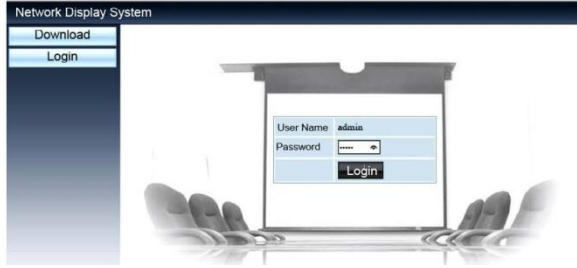 Network Display System
Download
Login
User Name admin
Password •••••
Login